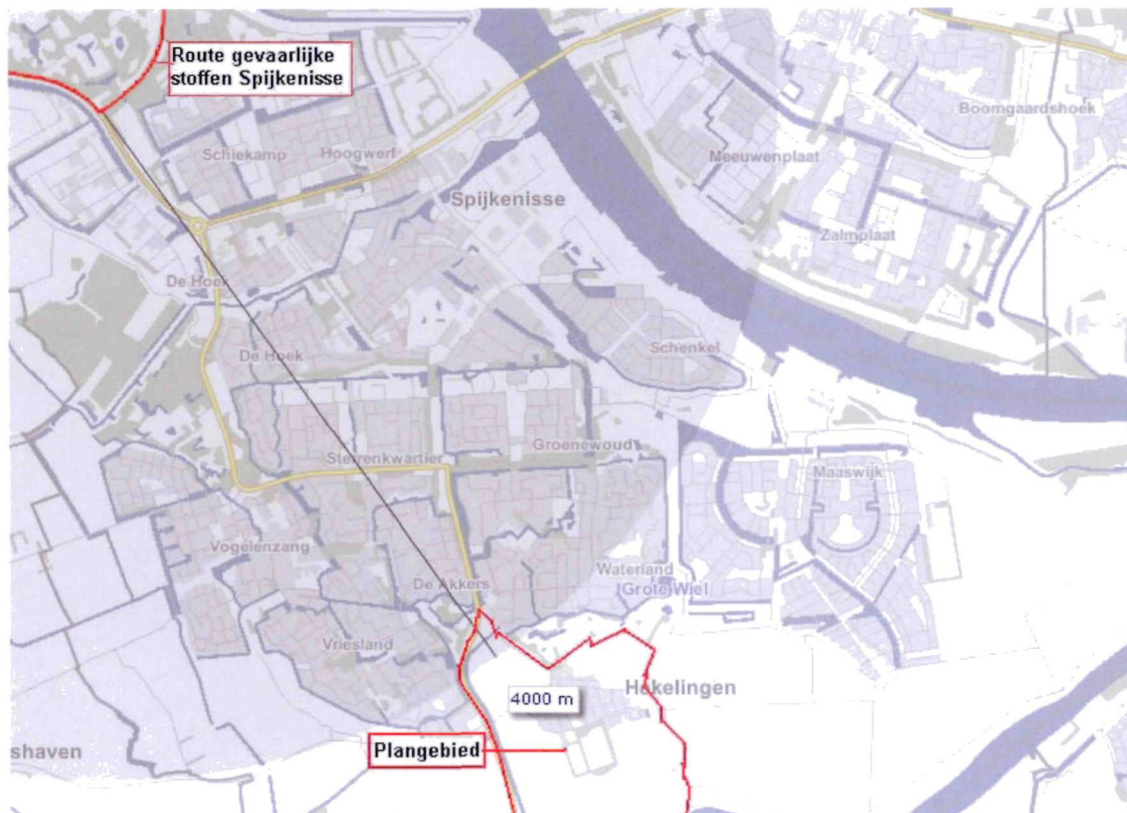 Route gevaarlijke
stoffen Spijkenisse
Boomgaardshoek
Schiekamp
Hoogwerf
Meeuwenplaat
Spijkenisse
Zalmplaat
De Hoek
De Hoek
Schenkel
Groenewoud
Sterrenkwartier
Maaswijk
Vogelenzang
Waterland
De Akkers
Grote Wiel
Vriesland
Hekelingen
4000 m
Plangebied
shaven